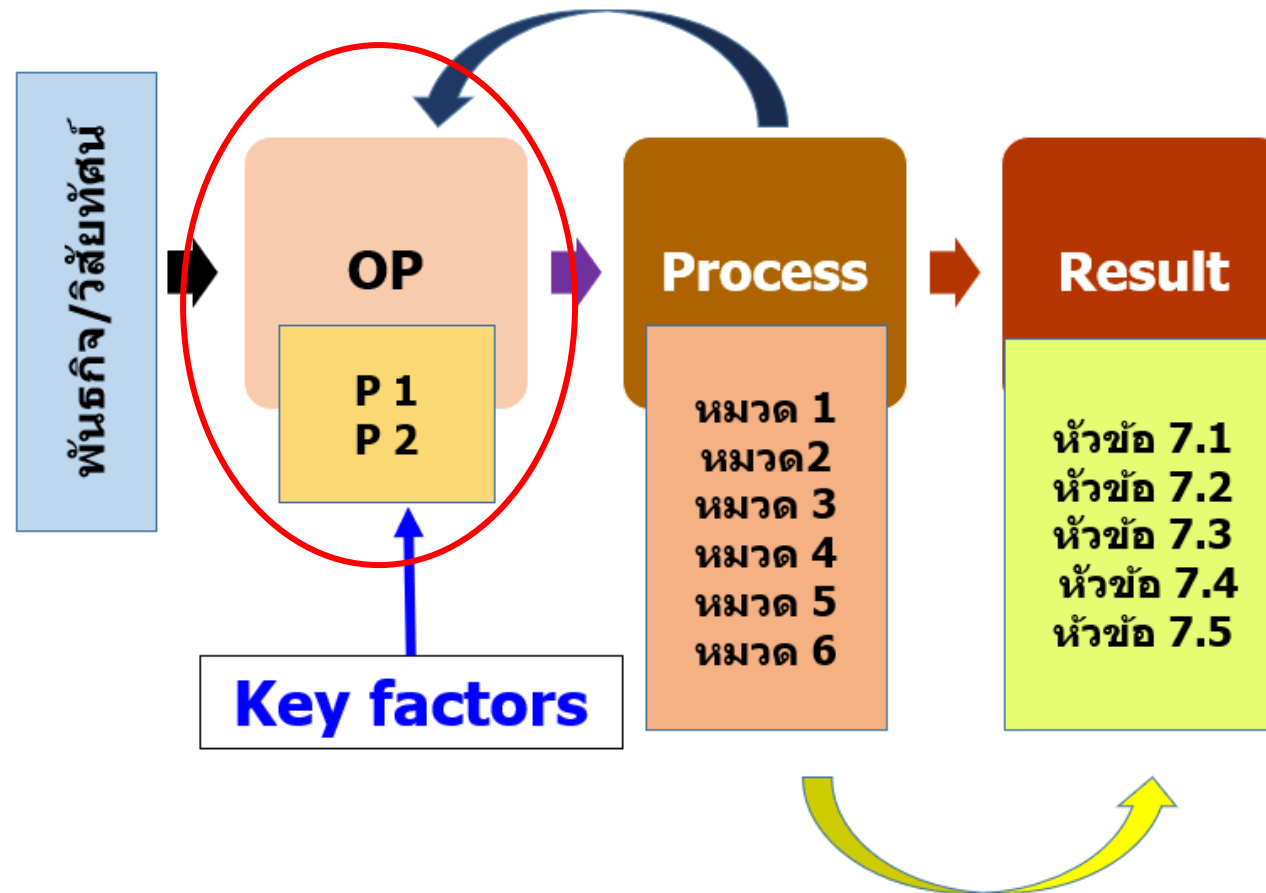 พันธกิจ/วิสัยทัศน์
OP
P 1
P 2
Key factors
Process
หมวด 1
หมวด2
หมวด 3
หมวด 4
หมวด 5
หมวด 6
Result
หัวข้อ 7.1
หัวข้อ 7.2
หัวข้อ 7.3
หัวข้อ 7.4
หัวข้อ 7.5